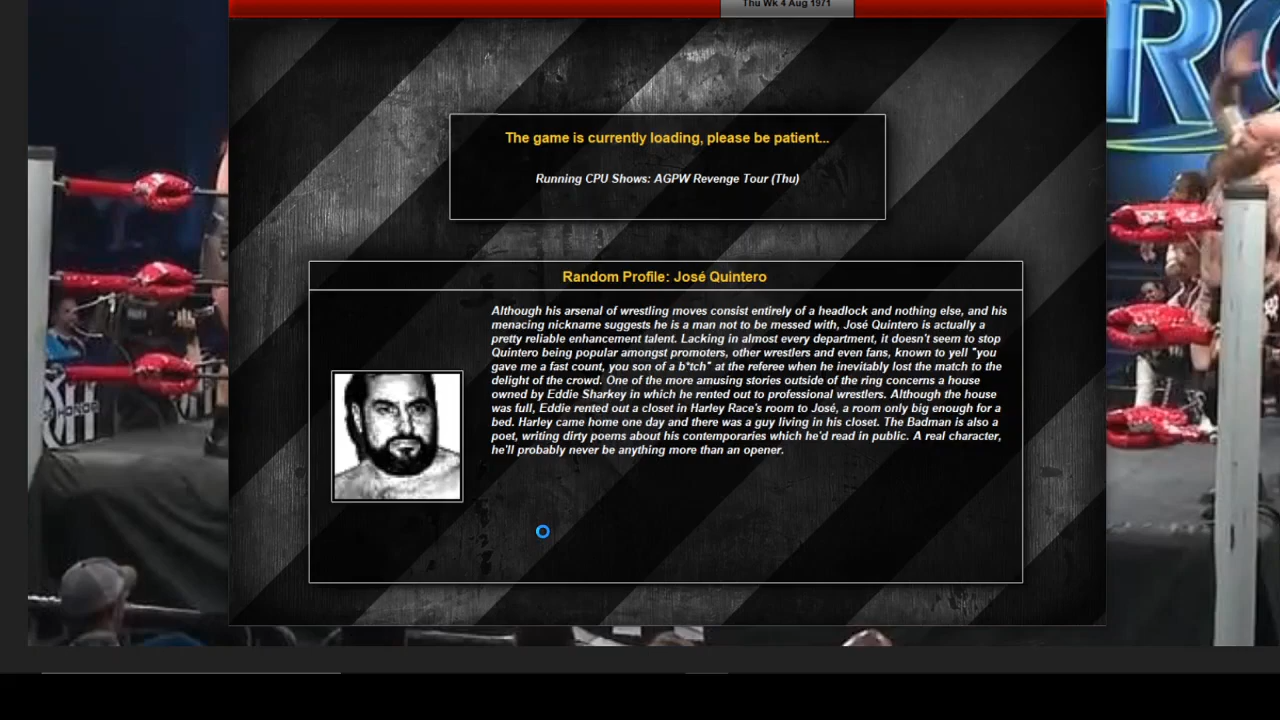 Thu Wk 4 Aug 1971
The game is currently loading, please be patient...
Running CPU Shows: AGPW Revenge Tour (Thu)
Random Profile: José Quintero
Although his arsenal of wrestling moves consist entirely of a headlock and nothing else, and his
menacing nickname suggests he is a man not to be messed with, José Quintero is actually a
pretty reliable enhancement talent. Lacking in almost every department, it doesn't seem to stop
Quintero being popular amongst promoters, other wrestlers and even fans, known to yell "you
gave me a fast count, you son of a b*tch" at the referee when he inevitably lost the match to the
delight of the crowd. One of the more amusing stories outside of the ring concerns a house
owned by Eddie Sharkey in which he rented out to professional wrestlers. Although the house
was full, Eddie rented out a closet in Harley Race's room to José, a room only big enough for a
bed. Harley came home one day and there was a guy living in his closet. The Badman is also a
poet, writing dirty poems about his contemporaries which he'd read in public. A real character,
he'll probably never be anything more than an opener.
HONOR